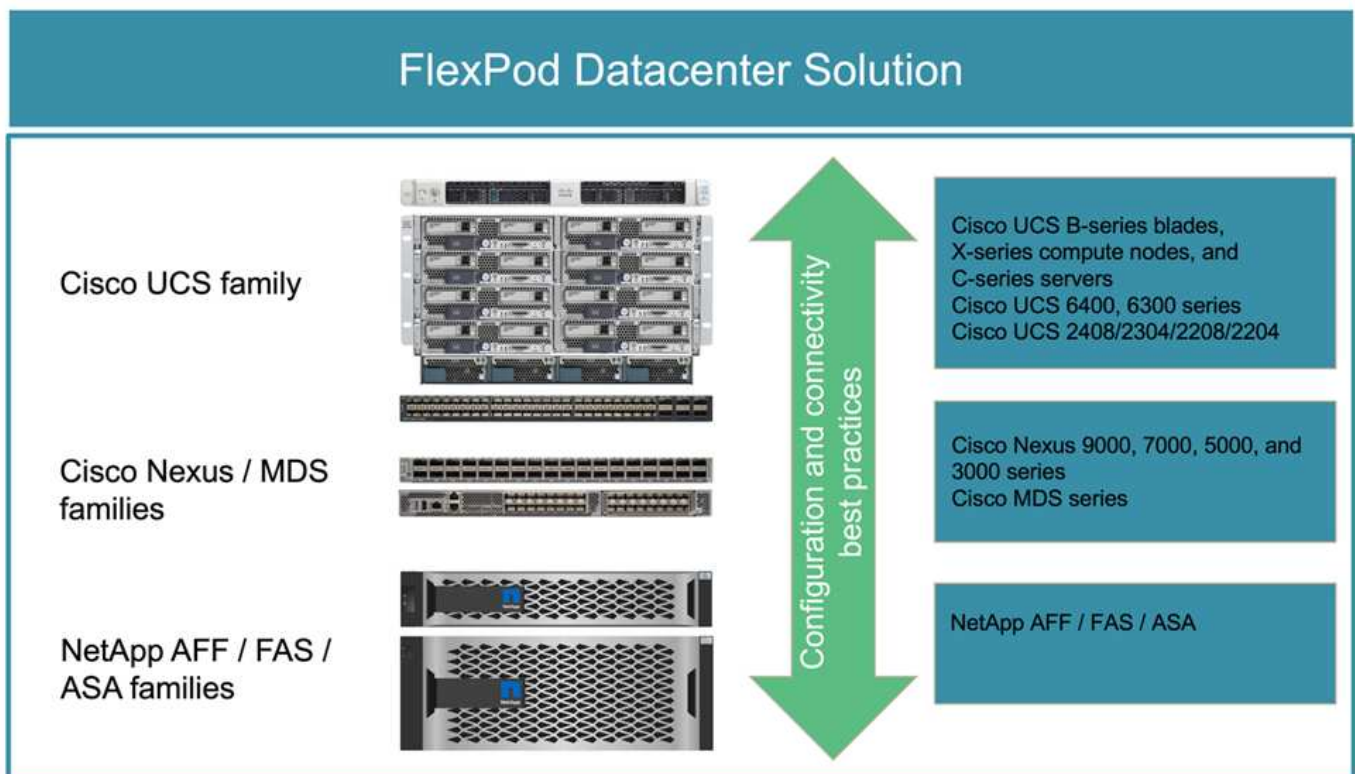 FlexPod Datacenter Solution
Cisco UCS family
Cisco UCS B-series blades,
X-series compute nodes, and
C-series servers
Cisco UCS 6400, 6300 series
Cisco UCS 2408/2304/2208/2204
Configuration and connectivity
best practices
Cisco Nexus / MDS
families
Cisco Nexus 9000, 7000, 5000, and
3000 series
Cisco MDS series
NetApp AFF / FAS /
ASA families
NetApp
NetApp
NetApp AFF / FAS / ASA